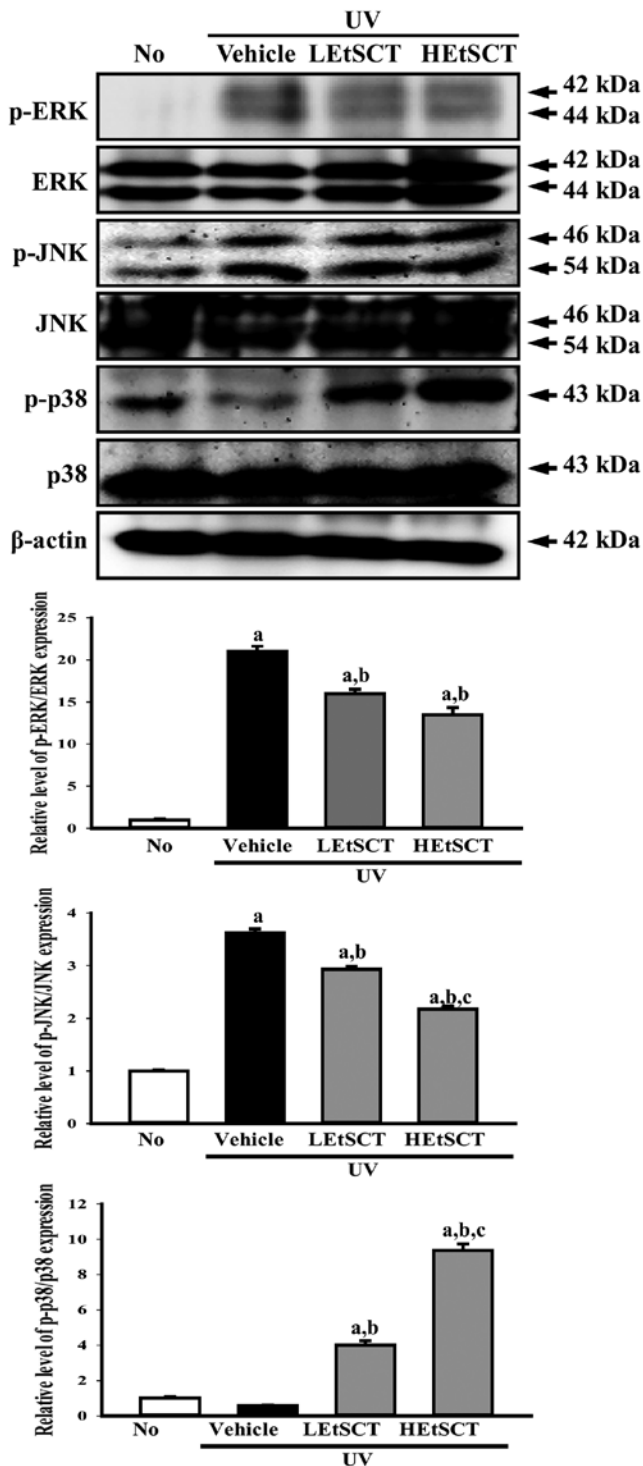 UV
No Vehicle LEtSCT HEtSCT
p-ERK 42 kDa
44 kDa
ERK 42 kDa
44 kDa
p-JNK 46 kDa
54 kDa
JNK 46 kDa
54 kDa
p-p38 43 kDa
p38 43 kDa
β-actin 42 kDa
Relative level of p-ERK/ERK expression
25
20
15
10
5
0
a
a,b
a,b
No Vehicle LEtSCT HEtSCT
UV
Relative level of p-JNK/JNK expression
4
3
2
1
0
a
a,b
a,b,c
No Vehicle LEtSCT HEtSCT
UV
Relative level of p-p38/p38 expression
12
10
8
6
4
2
0
a,b
a,b,c
No Vehicle LEtSCT HEtSCT
UV